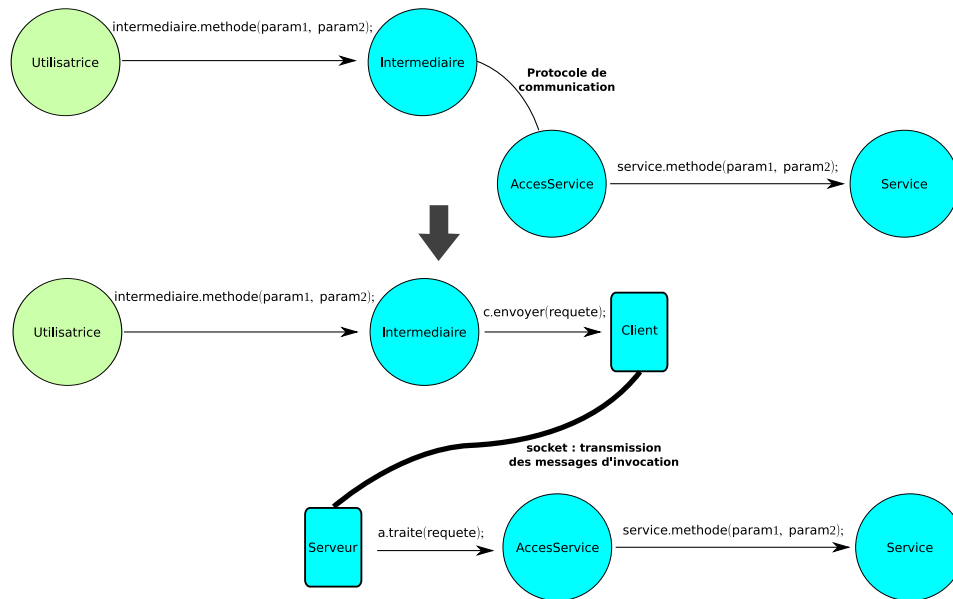 intermediaire.methode(param1, param2);
Utilisatrice
Intermediaire
Protocole de
communication
service.methode(param1, param2);
AccesService
Service
intermediaire.methode(param1, param2);
c.envoyer(requete);
Utilisatrice
Intermediaire
Client
socket : transmission
des messages d'invocation
a.traite(requete);
service.methode(param1, param2);
Serveur
AccesService
Service